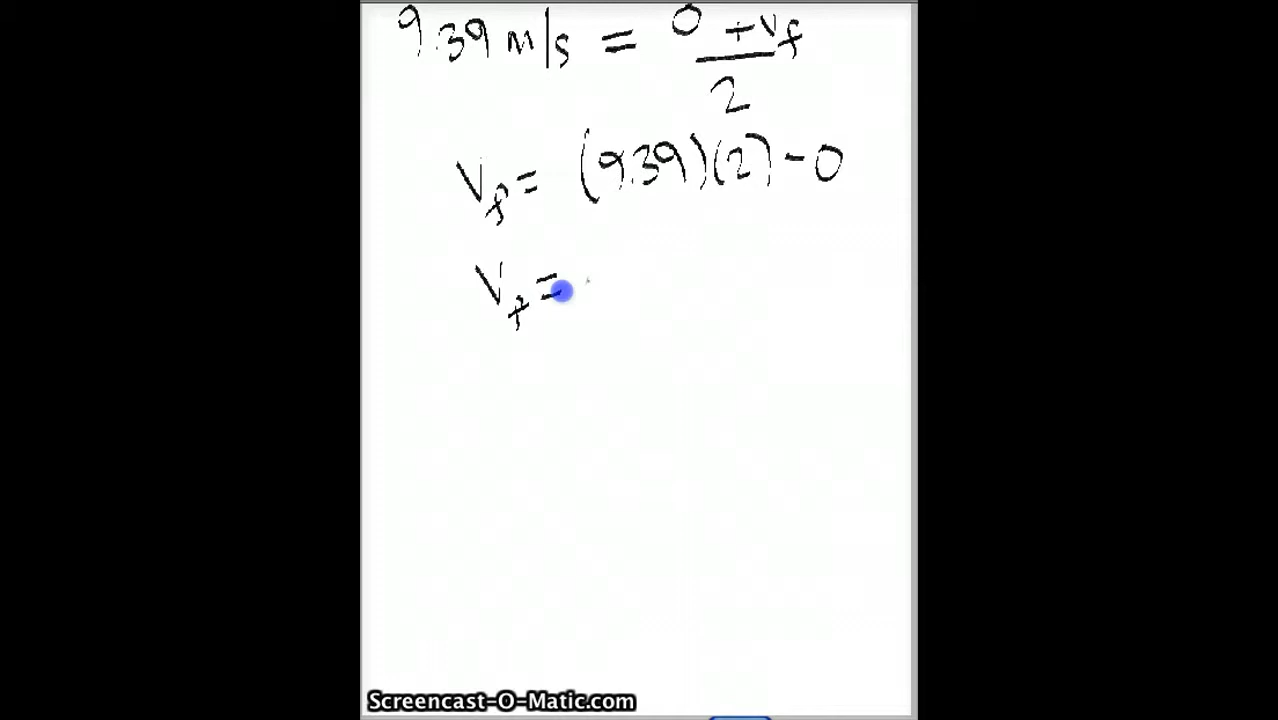 9.39 m/s = 0 + vf
2
Vf = (9.39)(2) - 0
Vf =
Screencast-O-Matic.com